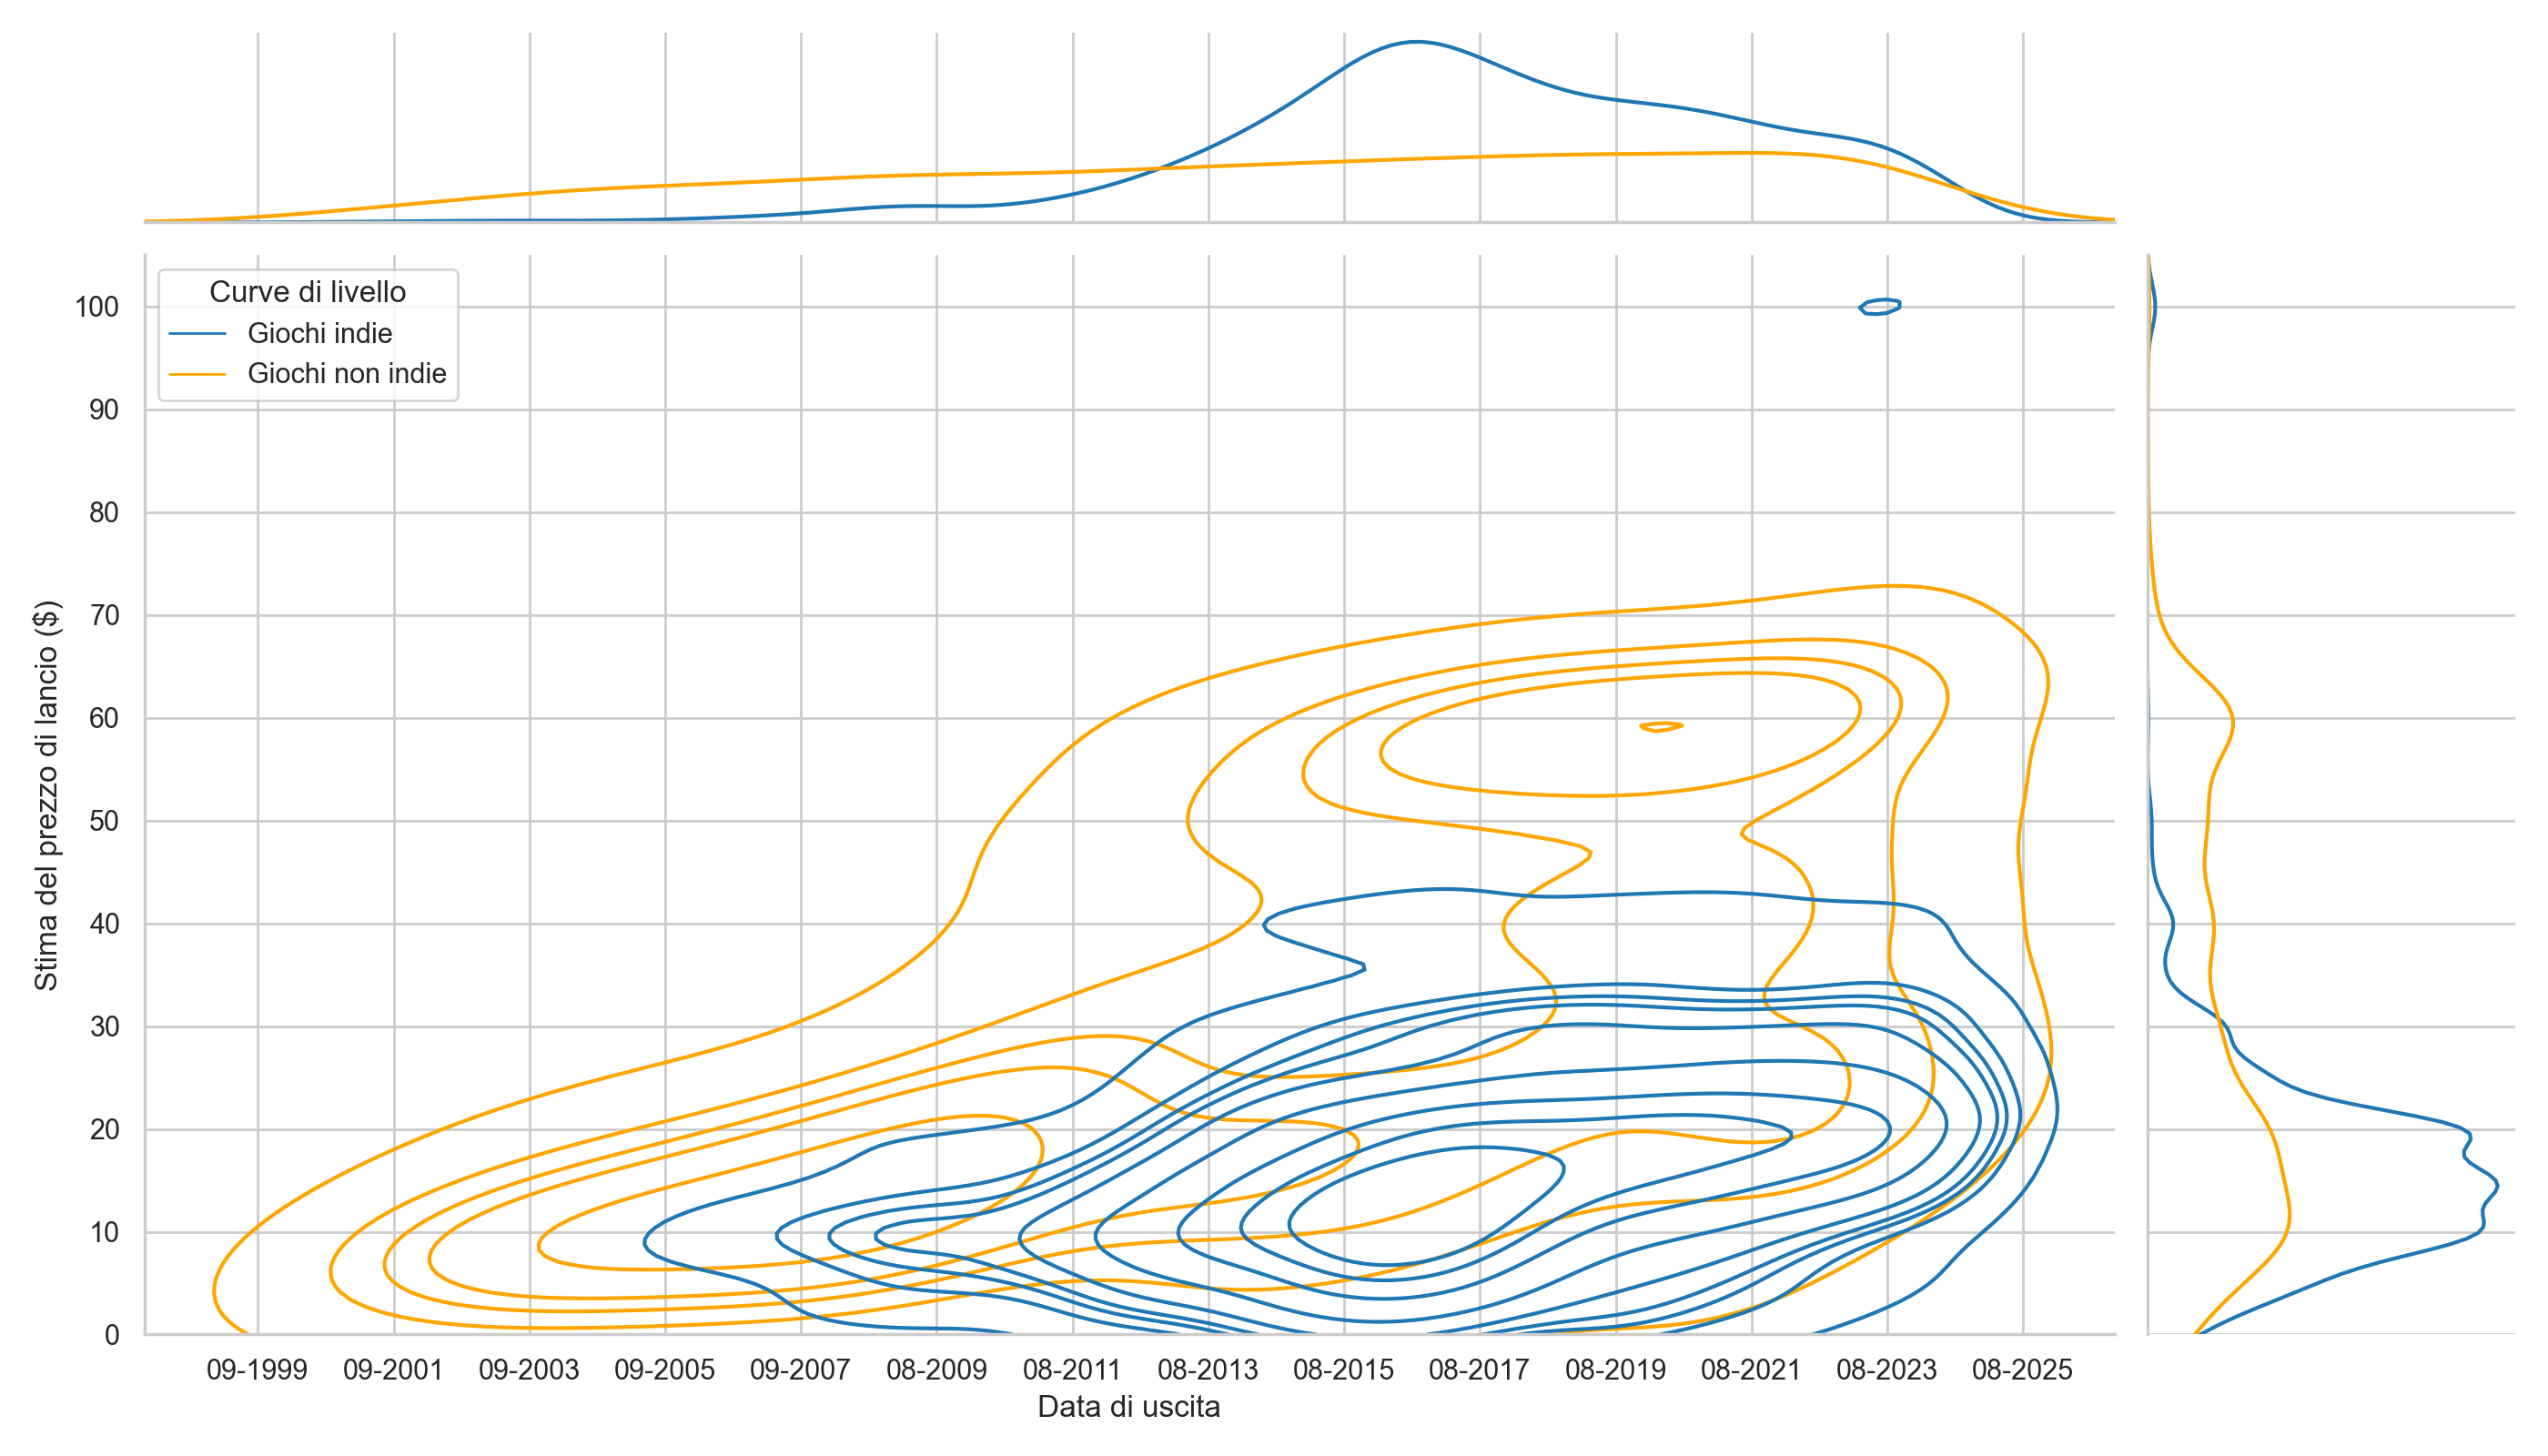 Curve di livello
Giochi indie
Giochi non indie
100
90
80
70
60
50
40
30
20
10
0
Stima del prezzo di lancio ($)
09-1999 09-2001 09-2003 09-2005 09-2007 08-2009 08-2011 08-2013 08-2015 08-2017 08-2019 08-2021 08-2023 08-2025
Data di uscita